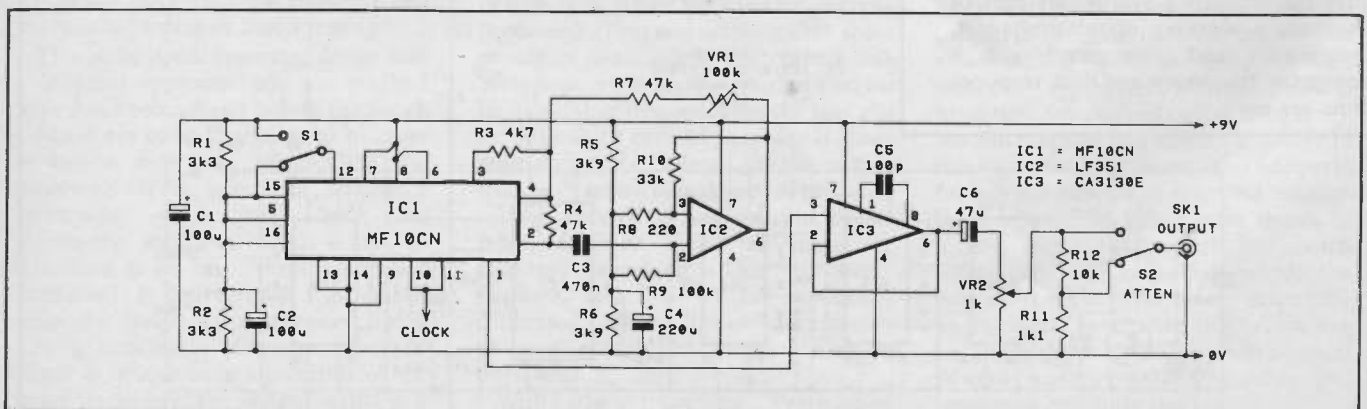 VR1
100k
R7 47k
+9V
R1
3k3
S1
R3 4k7
R5
3k9
R10
33k
C5
100p
IC1 = MF10CN
IC2 = LF351
IC3 = CA3130E
12
7
8
6
3
15
5
16
IC1
MF10CN
4
2
R4
47k
C3
470n
R8 220
3
2
7
IC2
6
4
7
3
2
1
8
IC3
6
4
C6
47u
SK1
OUTPUT
C1
100u
13
14
9
10
11
1
R9 100k
VR2
1k
R12
10k
S2
ATTEN
R2
3k3
C2
100u
CLOCK
R6
3k9
C4
220u
R11
1k1
0V